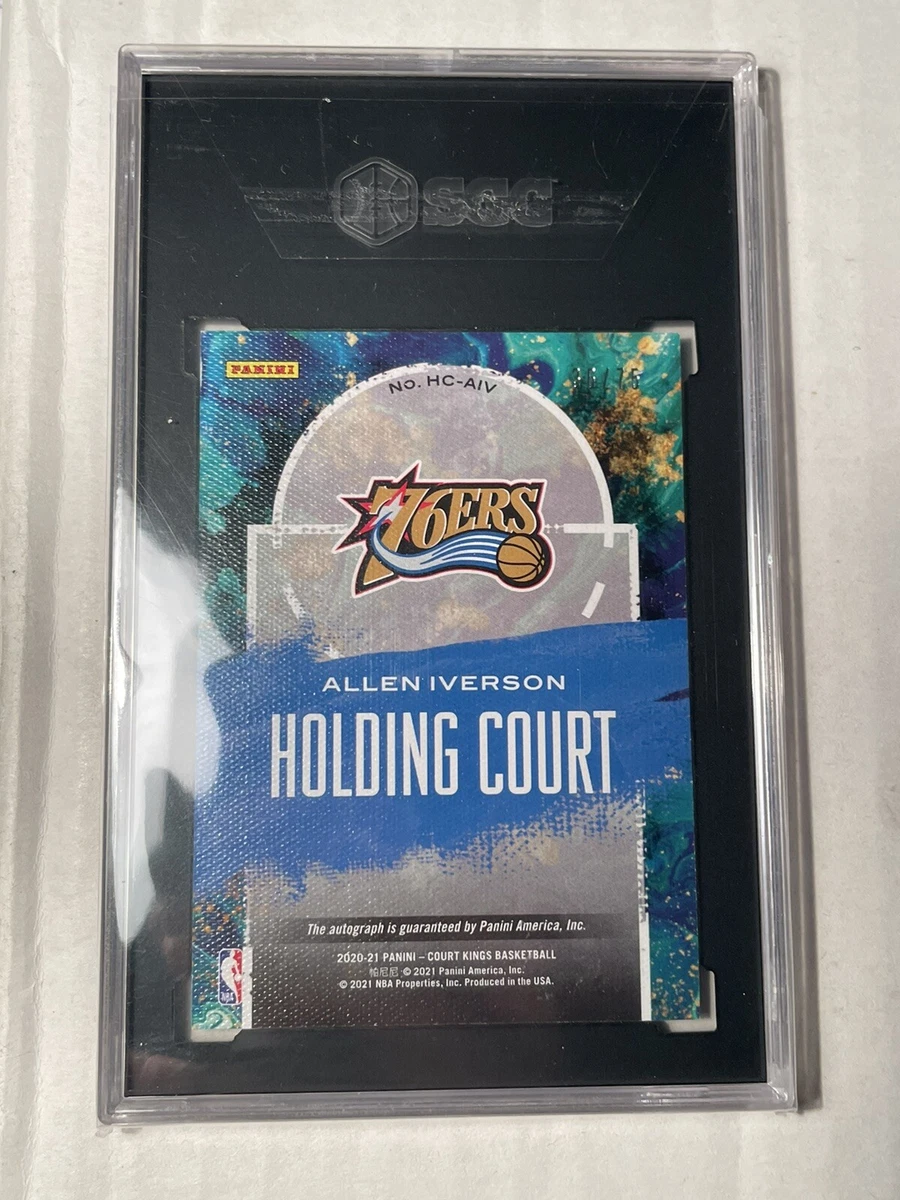 SGC
PANINI
No. HC-AIV
76ERS
ALLEN IVERSON
HOLDING COURT
The autograph is guaranteed by Panini America, Inc.
2020-21 PANINI – COURT KINGS BASKETBALL
帕尼尼 © 2021 Panini America, Inc.
© 2021 NBA Properties, Inc. Produced in the USA.
NBA